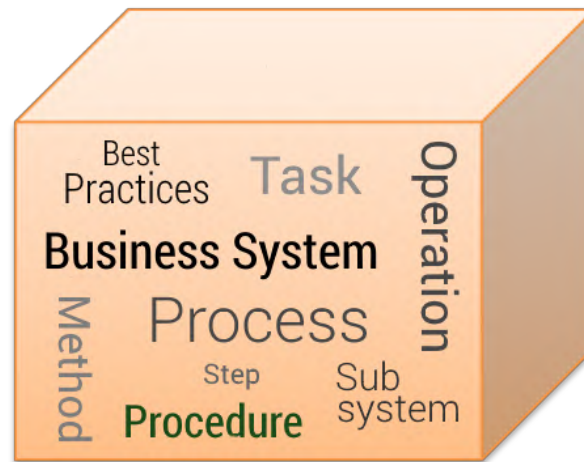 Best
Practices
Task
Operation
Business System
Process
Method
Step
Sub
system
Procedure